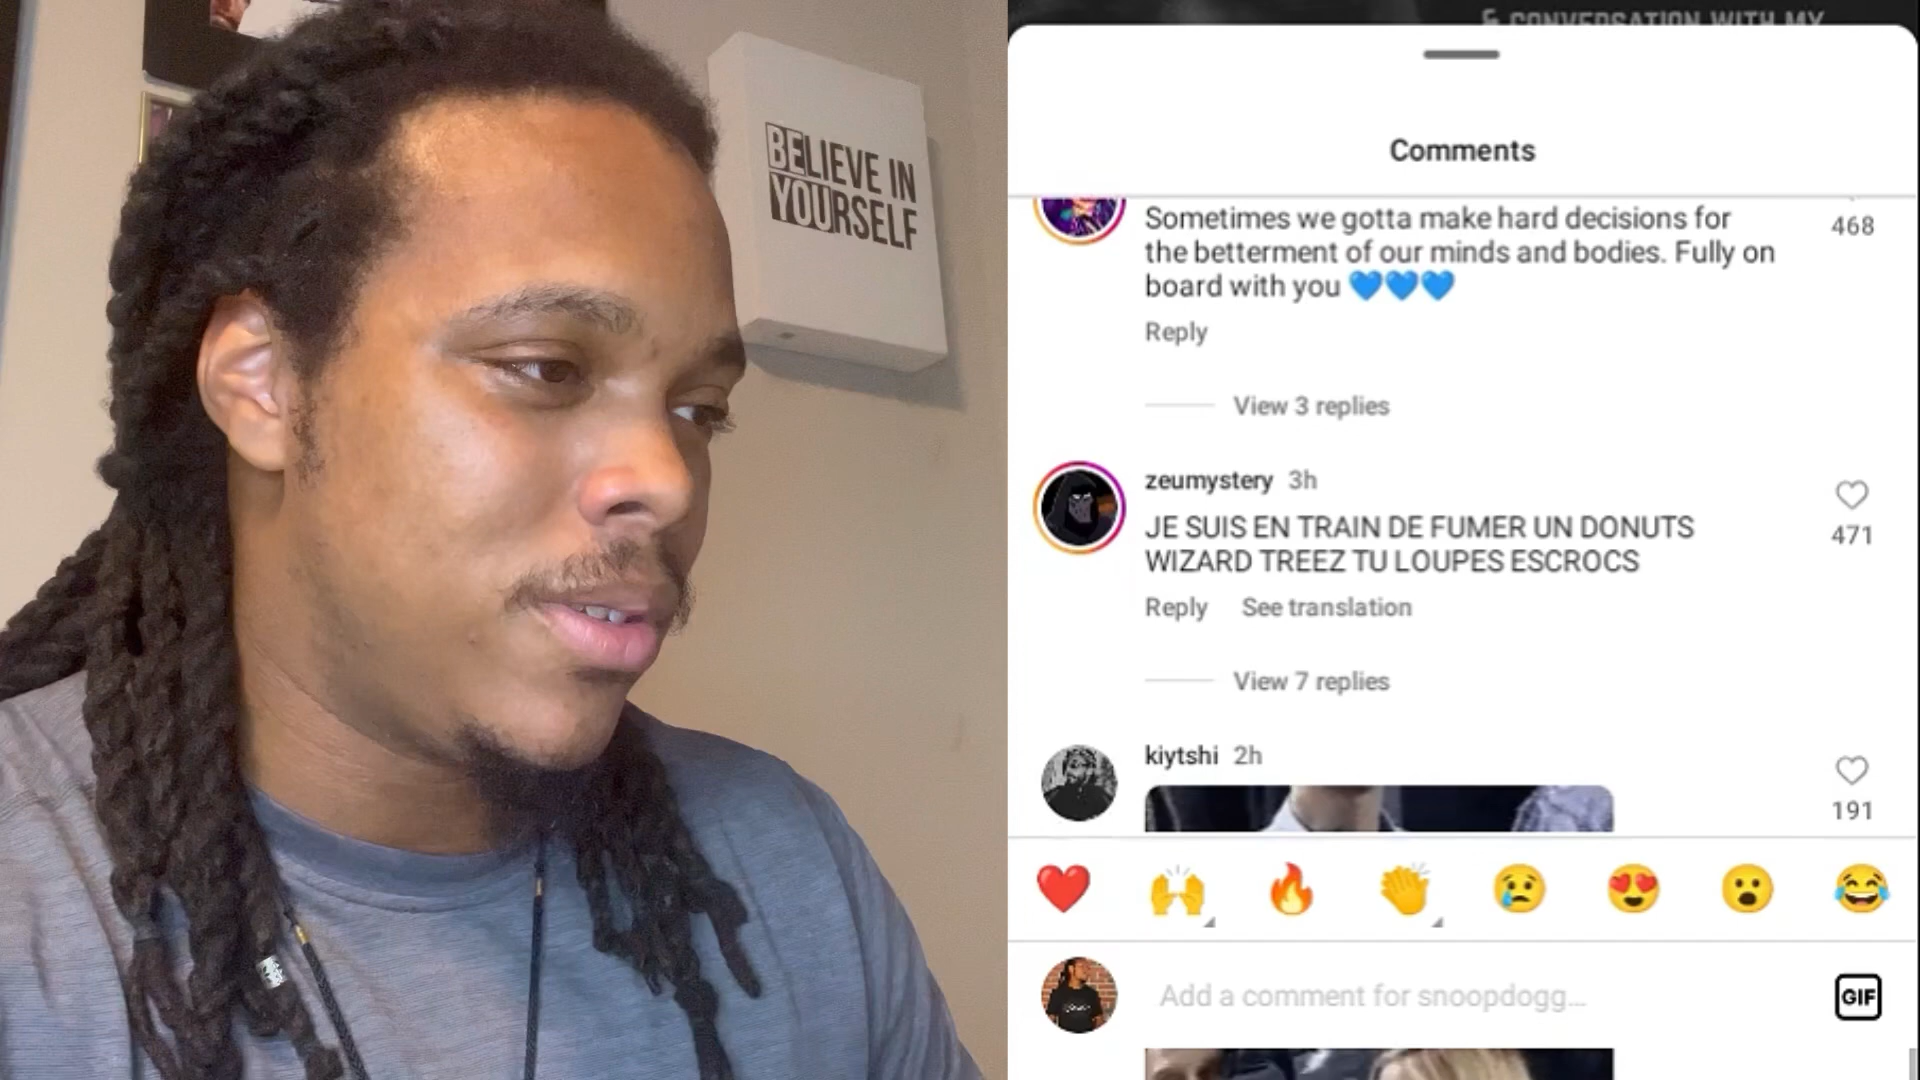 BELIEVE IN
YOURSELF
& CONVERSATION WITH MY
Comments
Sometimes we gotta make hard decisions for
the betterment of our minds and bodies. Fully on
board with you 💙💙💙
468
Reply
View 3 replies
zeumystery 3h
JE SUIS EN TRAIN DE FUMER UN DONUTS
WIZARD TREEZ TU LOUPES ESCROCS
471
Reply See translation
View 7 replies
kiytshi 2h
191
Add a comment for snoopdogg...
GIF